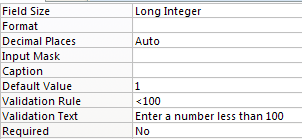 Field Size Long Integer
Format
Decimal Places Auto
Input Mask
Caption
Default Value 1
Validation Rule <100
Validation Text Enter a number less than 100
Required No